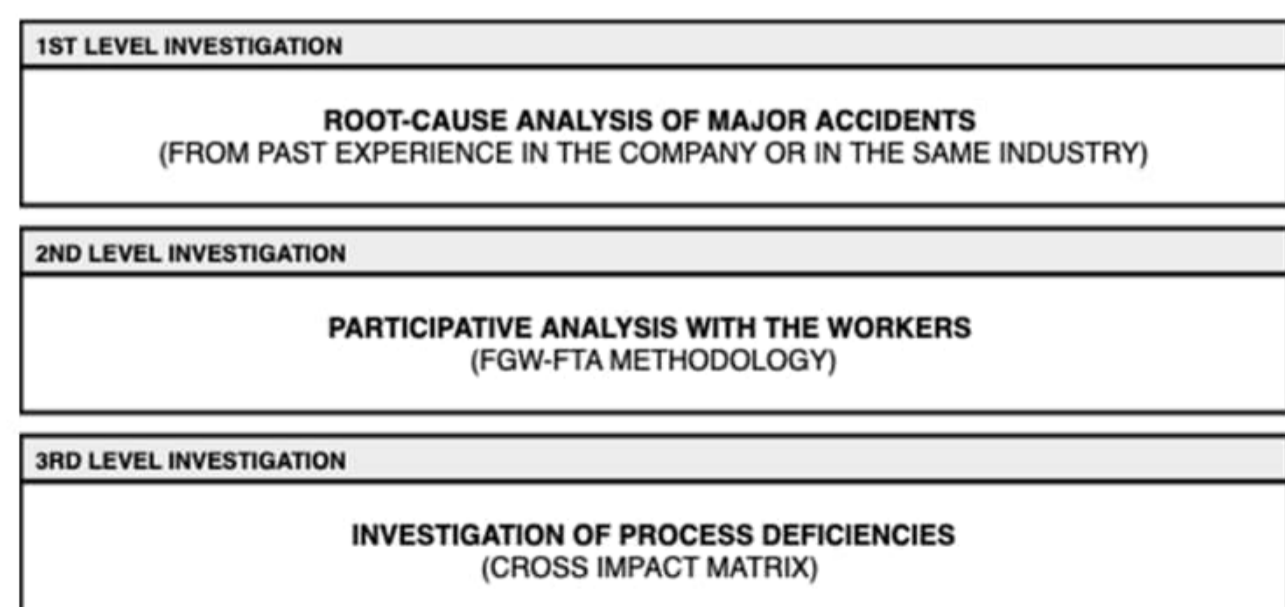 1ST LEVEL INVESTIGATION
ROOT-CAUSE ANALYSIS OF MAJOR ACCIDENTS
(FROM PAST EXPERIENCE IN THE COMPANY OR IN THE SAME INDUSTRY)
2ND LEVEL INVESTIGATION
PARTICIPATIVE ANALYSIS WITH THE WORKERS
(FGW-FTA METHODOLOGY)
3RD LEVEL INVESTIGATION
INVESTIGATION OF PROCESS DEFICIENCIES
(CROSS IMPACT MATRIX)